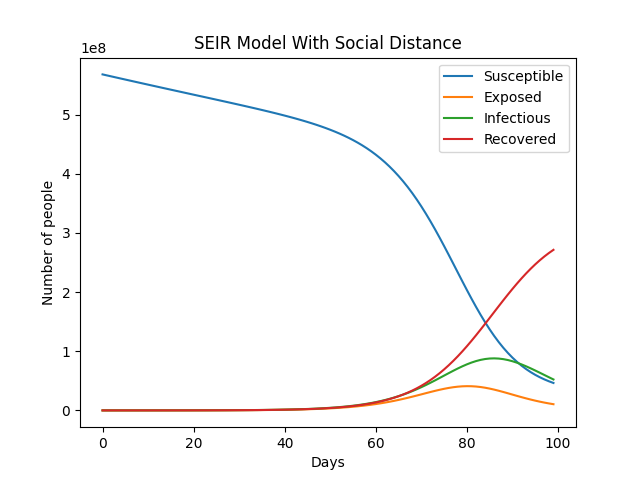 SEIR Model With Social Distance
1e8
Susceptible
Exposed
Infectious
Recovered
5
4
3
2
1
0
Number of people
0 20 40 60 80 100
Days